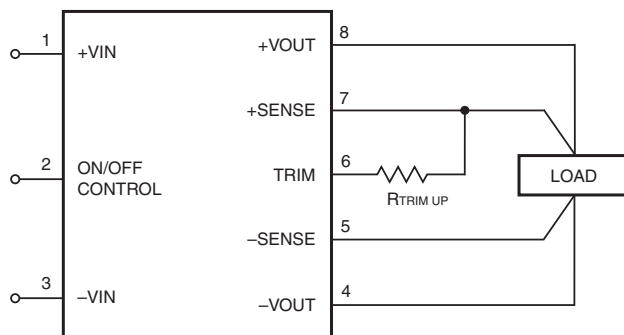 1
+VIN
2
ON/OFF
CONTROL
3
–VIN
+VOUT
8
+SENSE
7
TRIM
6
RTRIM UP
–SENSE
5
–VOUT
4
LOAD